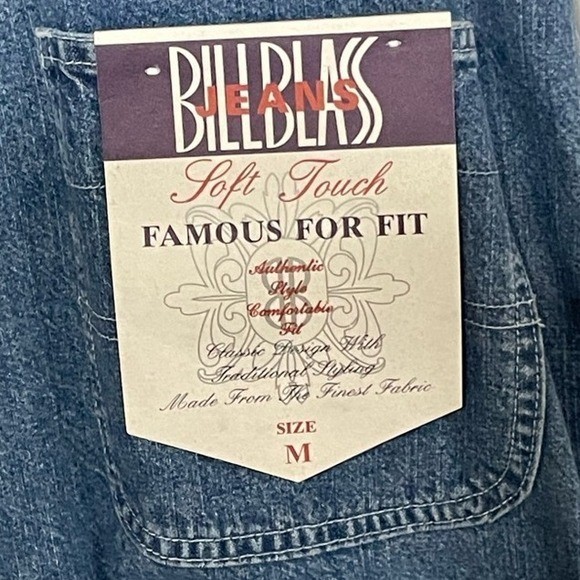 BILLBLASS
JEANS
Soft Touch
FAMOUS FOR FIT
Authentic
Style
Comfortable
Fit
Classic Design With
Traditional Styling
Made From The Finest Fabric
SIZE
M